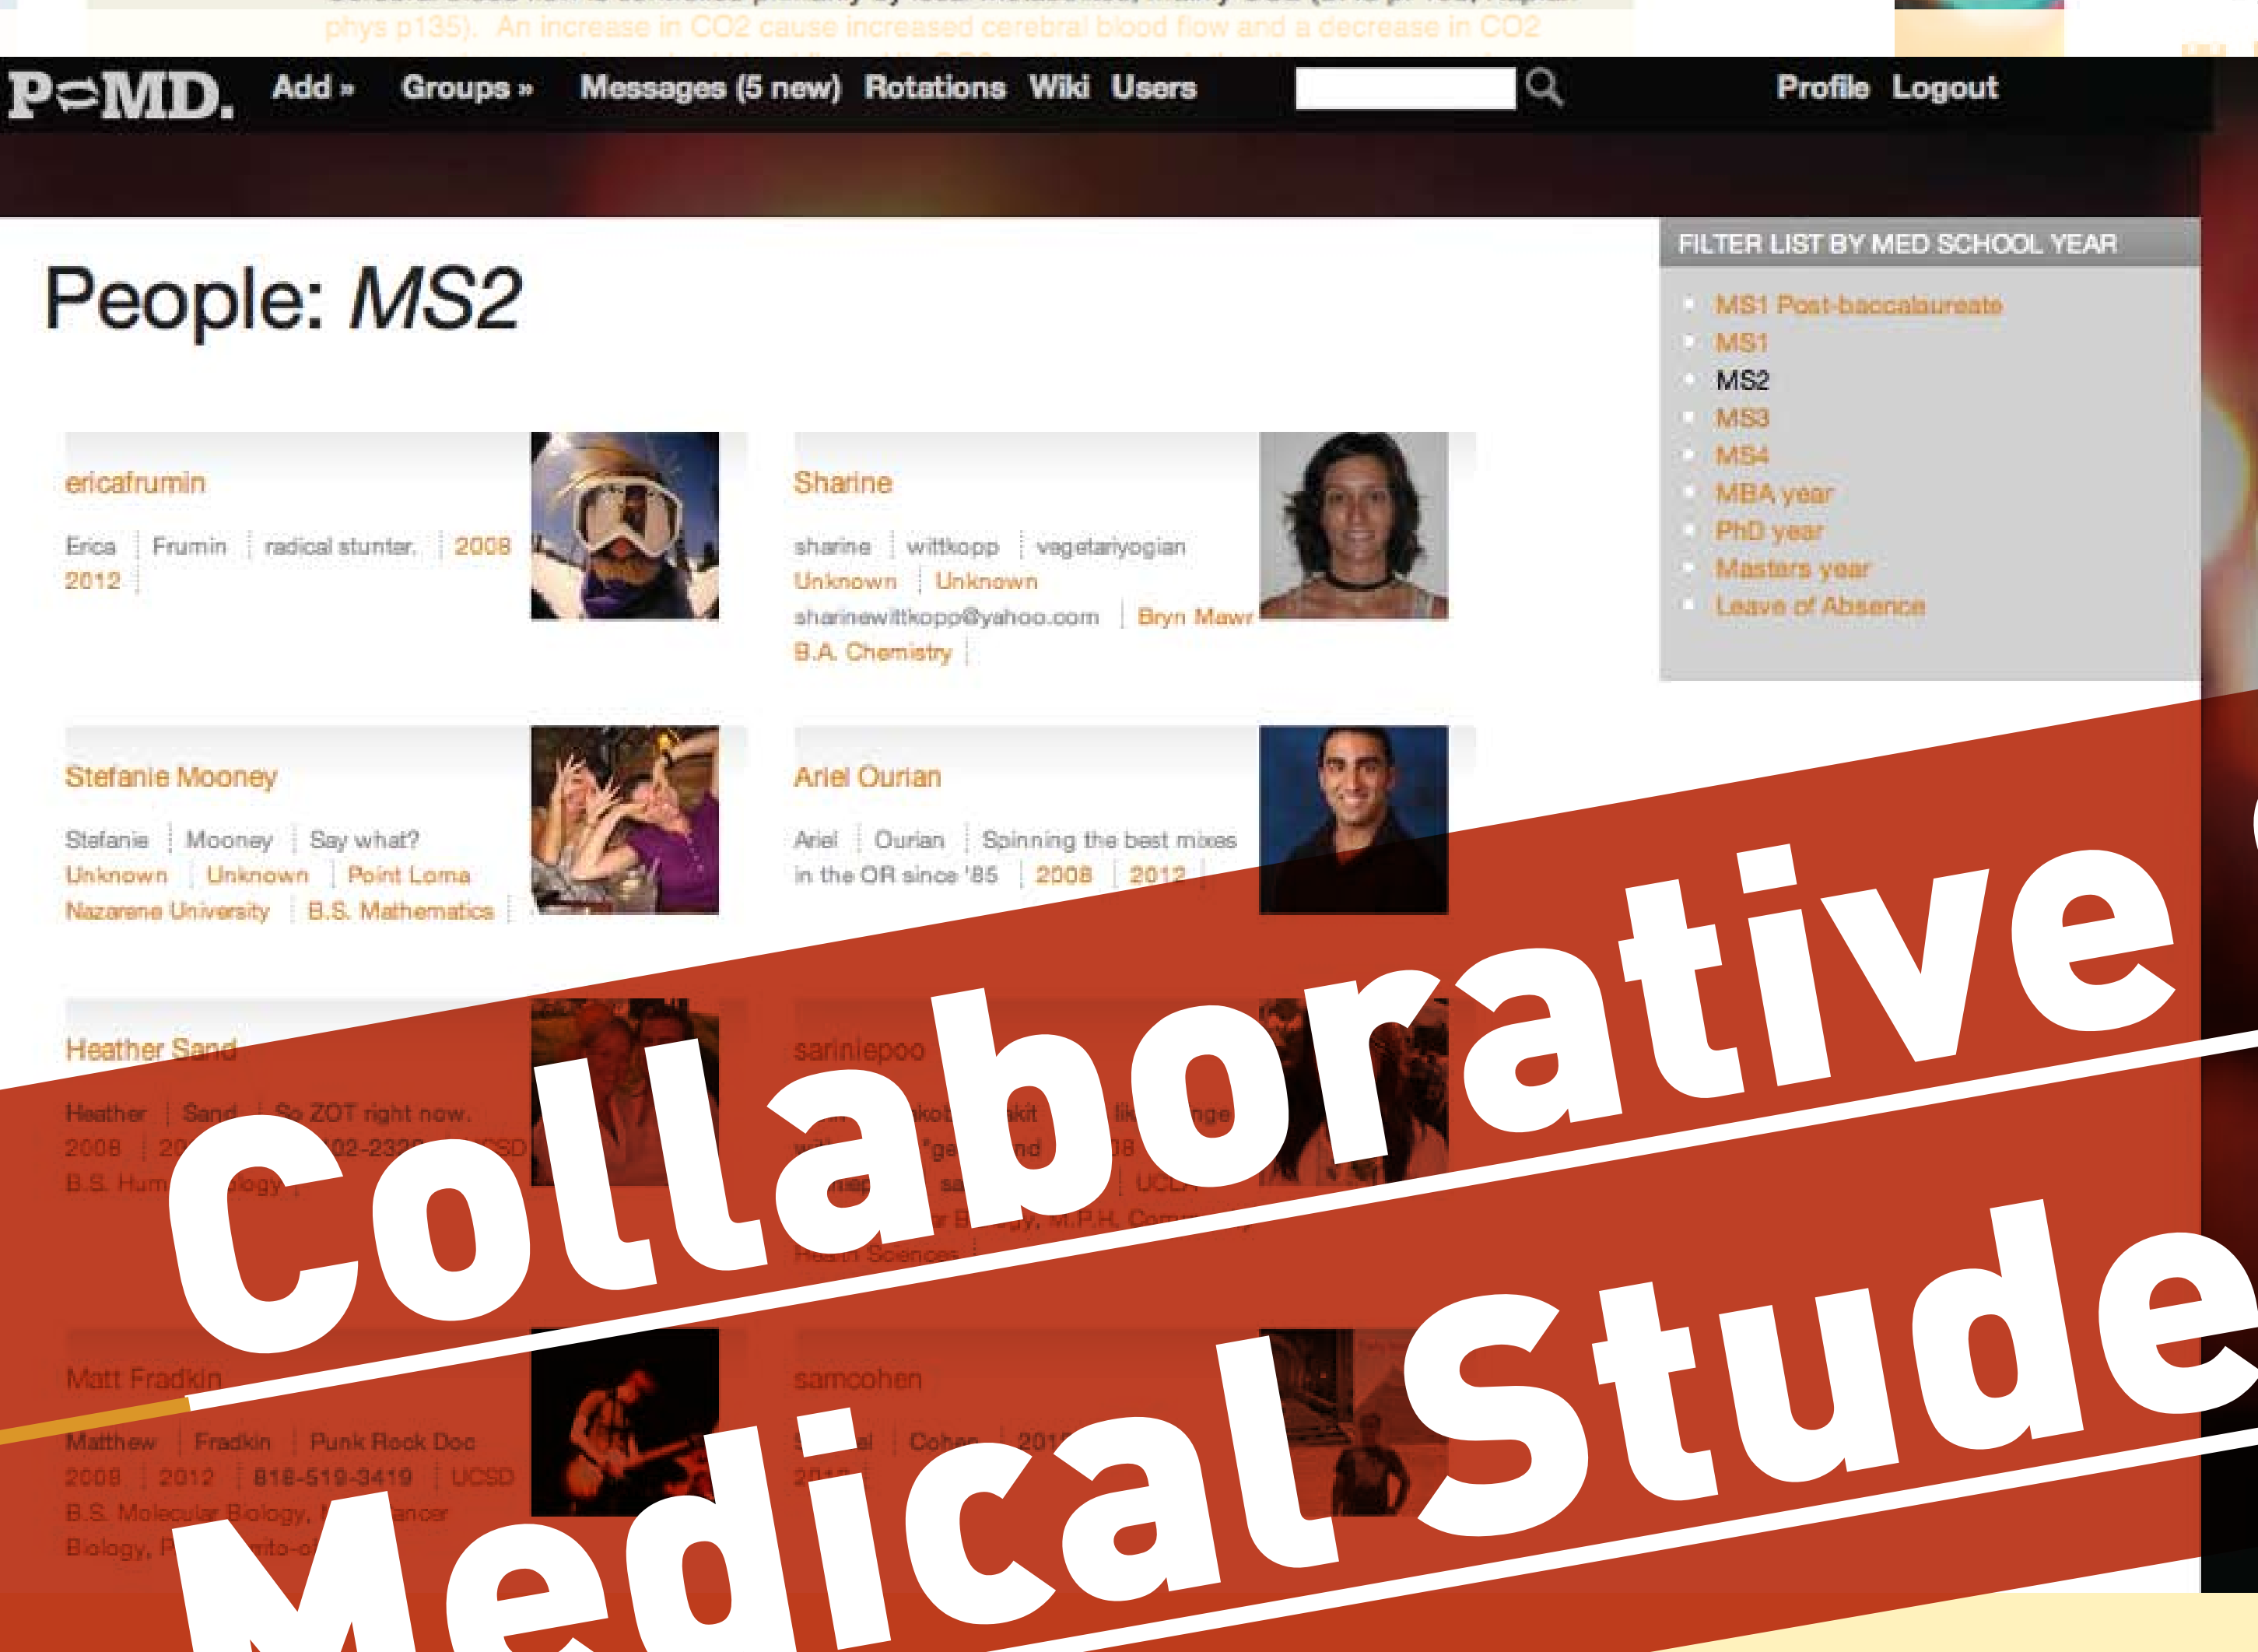 phys p135). An increase in CO2 cause increased cerebral blood flow and a decrease in CO2
P=MD. Add » Groups » Messages (5 new) Rotations Wiki Users Profile Logout
People: MS2
FILTER LIST BY MED SCHOOL YEAR
MS1 Post-baccalaureate
MS1
MS2
MS3
MS4
MBA year
PhD year
Masters year
Leave of Absence
ericafrumin
Erica Frumin radical stunter. 2008
2012
Sharine
sharine wittkopp vegetariyogian
Unknown Unknown
sharinewittkopp@yahoo.com Bryn Mawr
B.A. Chemistry
Stefanie Mooney
Stefanie Mooney Say what?
Unknown Unknown Point Loma
Nazarene University B.S. Mathematics
Ariel Ourian
Ariel Ourian Spinning the best mixes
in the OR since '85 2008 2012
Heather Sand
Heather Sand So ZOT right now.
2008
B.S.
sariniepoo
UCLA
M.P.H.
Health Sciences
Matt Fradkin
Matthew Fradkin Punk Rock Doc
2008 2012 818-519-3419 UCSD
B.S. Molecular Biology,
Biology,
samcohen
Cohen
Collaborative
Medical Stude